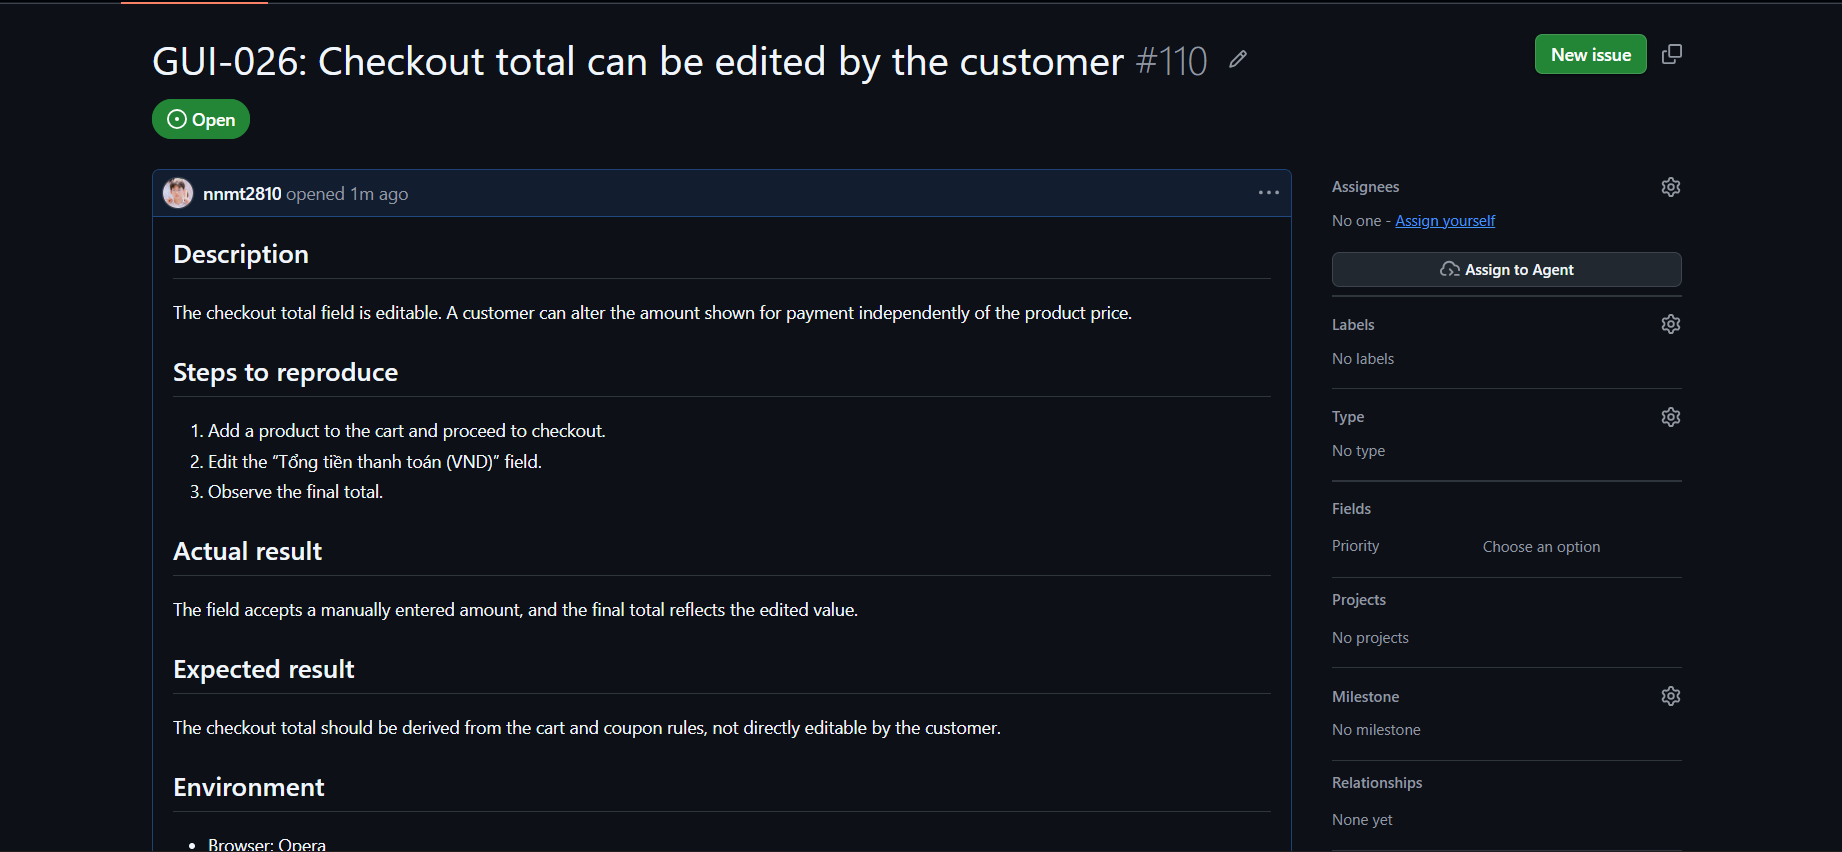 GUI-026: Checkout total can be edited by the customer #110
New issue
Open
nnmt2810 opened 1m ago
Description
The checkout total field is editable. A customer can alter the amount shown for payment independently of the product price.
Steps to reproduce
1. Add a product to the cart and proceed to checkout.
2. Edit the “Tổng tiền thanh toán (VND)” field.
3. Observe the final total.
Actual result
The field accepts a manually entered amount, and the final total reflects the edited value.
Expected result
The checkout total should be derived from the cart and coupon rules, not directly editable by the customer.
Environment
• Browser: Opera
Assignees
No one - Assign yourself
Assign to Agent
Labels
No labels
Type
No type
Fields
Priority Choose an option
Projects
No projects
Milestone
No milestone
Relationships
None yet